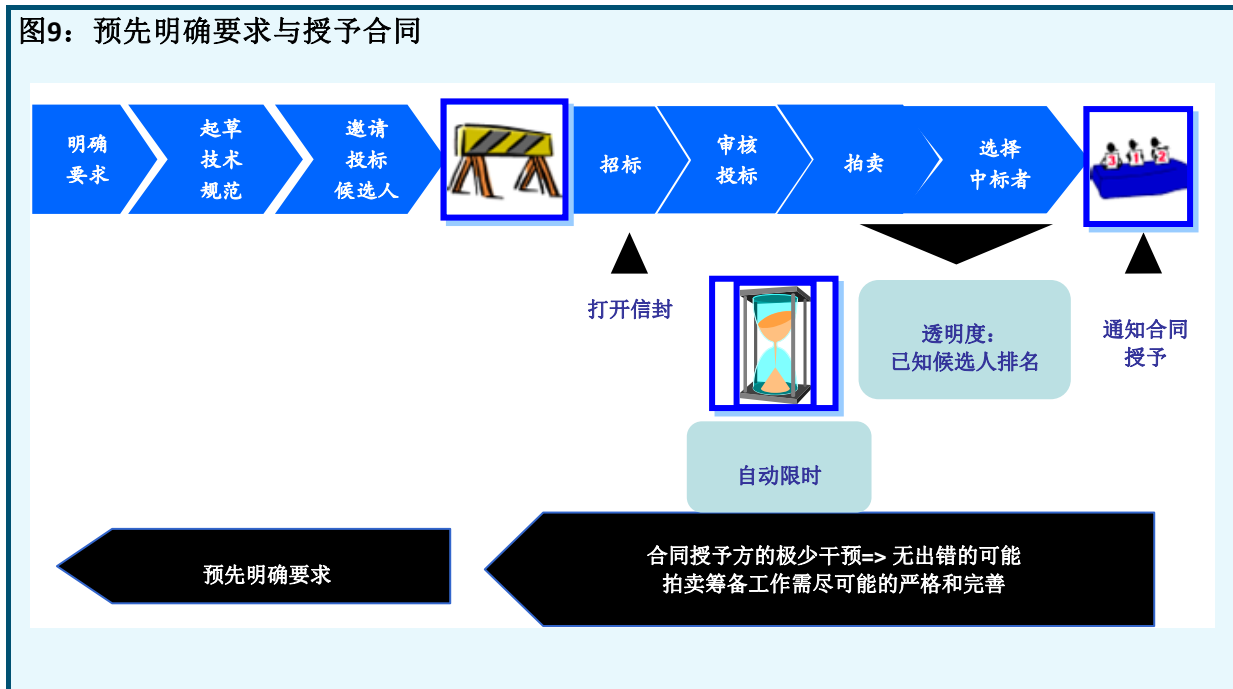 图9：预先明确要求与授予合同
明确
要求
起草
技术
规范
邀请
投标
候选人
招标
审核
投标
拍卖
选择
中标者
3 1 2
打开信封
透明度：
已知候选人排名
通知合同
授予
自动限时
预先明确要求
合同授予方的极少干预=> 无出错的可能
拍卖筹备工作需尽可能的严格和完善